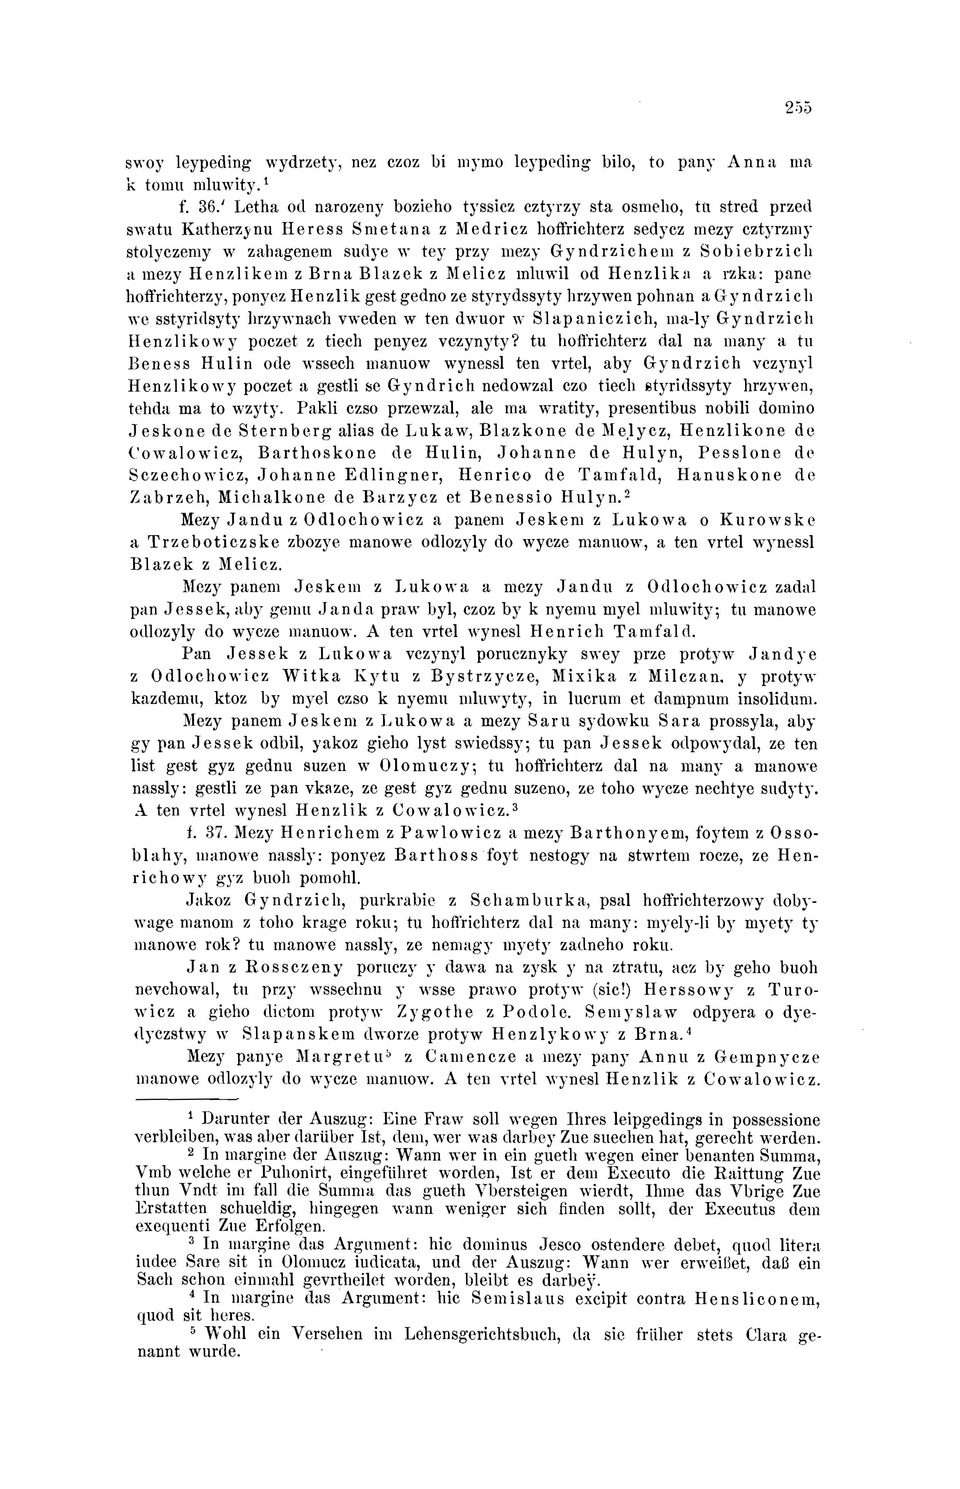 255
swoy leypeding wydrzety, nez czoz bi mymo leypeding bilo, to pany Anna ma
k tomu mluwity.¹
f. 36.′ Letha od narozeny bozieho tyssicz cztyrzy sta osmeho, tu stred przed
swatu Katherzynu Heress Smetana z Medricz hoffrichterz sedycz mezy cztyrzmy
stolyczemy w zahagenem sudye w tey przy mezy Gyndrzichem z Sobiebrzich
a mezy Henzlikem z Brna Blazek z Melicz mluwil od Henzlika a rzka: pane
hoffrichterzy, ponyez Henzlik gest gedno ze styrydssyty hrzywen pohnan a Gyndrzich
we sstyridsyty hrzywnach vweden w ten dwuor w Slapaniczich, ma-ly Gyndrzich
Henzlikowy poczet z tiech penyez vczynyty? tu hoffrichterz dal na many a tu
Beness Hulin ode wssech manuow wynessl ten vrtel, aby Gyndrzich vczynyl
Henzlikowy poczet a gestli se Gyndrich nedowzal czo tiech styridssyty hrzywen,
tehda ma to wzyty. Pakli czso przewzal, ale ma wratity, presentibus nobili domino
Jeskone de Sternberg alias de Lukaw, Blazkone de Melycz, Henzlikone de
Cowalowicz, Barthoskone de Hulin, Johanne de Hulyn, Pesslone de
Sczechowicz, Johanne Edlingner, Henrico de Tamfald, Hanuskone de
Zabrzeh, Michalkone de Barzycz et Benessio Hulyn.²
Mezy Jandu z Odlochowicz a panem Jeskem z Lukowa o Kurowske
a Trzeboticzske zbozye manowe odlozyly do wycze manuow, a ten vrtel wynessl
Blazek z Melicz.
Mezy panem Jeskem z Lukowa a mezy Jandu z Odlochowicz zadal
pan Jessek, aby gemu Janda praw byl, czoz by k nyemu myel mluwity; tu manowe
odlozyly do wycze manuow. A ten vrtel wynesl Henrich Tamfald.
Pan Jessek z Lukowa vczynyl porucznyky swey prze protyw Jandye
z Odlochowicz Witka Kytu z Bystrzycze, Mixika z Milczan, y protyw
kazdemu, ktoz by myel czso k nyemu mluwyty, in lucrum et dampnum insolidum.
Mezy panem Jeskem z Lukowa a mezy Saru sydowku Sara prossyla, aby
gy pan Jessek odbil, yakoz gieho lyst swiedssy; tu pan Jessek odpowydal, ze ten
list gest gyz gednu suzen w Olomuczy; tu hoffrichterz dal na many a manowe
nassly: gestli ze pan vkaze, ze gest gyz gednu suzeno, ze toho wycze nechtye sudyty.
A ten vrtel wynesl Henzlik z Cowalowicz.³
f. 37. Mezy Henrichem z Pawlowicz a mezy Barthonyem, foytem z Osso-
blahy, manowe nassly: ponyez Barthoss foyt nestogy na stwrtem rocze, ze Hen-
richowy gyz buoh pomohl.
Jakoz Gyndrzich, purkrabie z Schamburka, psal hoffrichterzowy doby-
wage manom z toho krage roku; tu hoffrichterz dal na many: myely-li by myety ty
manowe rok? tu manowe nassly, ze nemagy myety zadneho roku.
Jan z Rossczeny poruczy y dawa na zysk y na ztratu, acz by geho buoh
nevchowal, tu przy wssechnu y wsse prawo protyw (sic!) Herssowy z Turo-
wicz a gieho dictom protyw Zygothe z Podole. Semyslaw odpyera o dye-
dyczstwy w Slapanskem dworze protyw Henzlykowy z Brna.⁴
Mezy panye Margretu⁵ z Camencze a mezy pany Annu z Gempnycze
manowe odlozyly do wycze manuow. A ten vrtel wynesl Henzlik z Cowalowicz.
¹ Darunter der Auszug: Eine Fraw soll wegen Ihres leipgedings in possessione
verbleiben, was aber darüber Ist, dem, wer was darbey Zue suechen hat, gerecht werden.
² In margine der Auszug: Wann wer in ein gueth wegen einer benanten Summa,
Vmb welche er Puhonirt, eingeführet worden, Ist er dem Executo die Raittung Zue
thun Vndt im fall die Summa das gueth Vbersteigen wierdt, Ihme das Vbrige Zue
Erstatten schueldig, hingegen wann weniger sich finden sollt, der Executus dem
exequenti Zue Erfolgen.
³ In margine das Argument: hic dominus Jesco ostendere debet, quod litera
iudee Sare sit in Olomucz iudicata, und der Auszug: Wann wer erweißet, daß ein
Sach schon einmahl gevrtheilet worden, bleibt es darbeÿ.
⁴ In margine das Argument: hic Semislaus excipit contra Hensliconem,
quod sit heres.
⁵ Wohl ein Versehen im Lehensgerichtsbuch, da sie früher stets Clara ge-
nannt wurde.